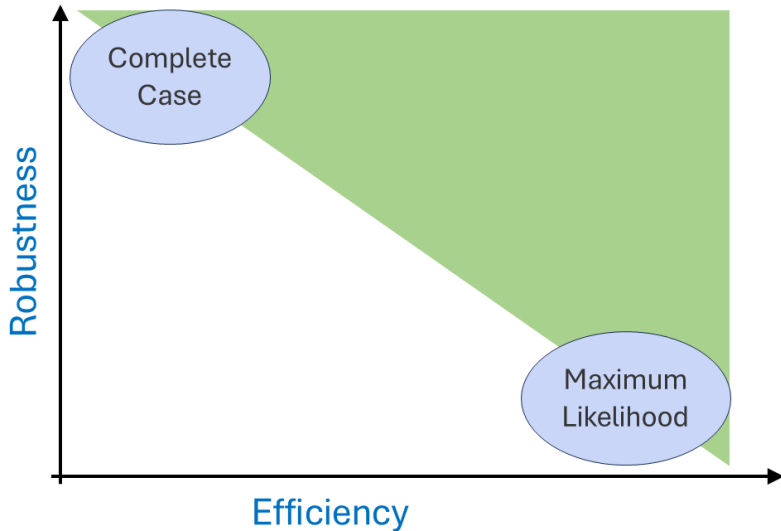 Complete
Case
Robustness
Maximum
Likelihood
Efficiency